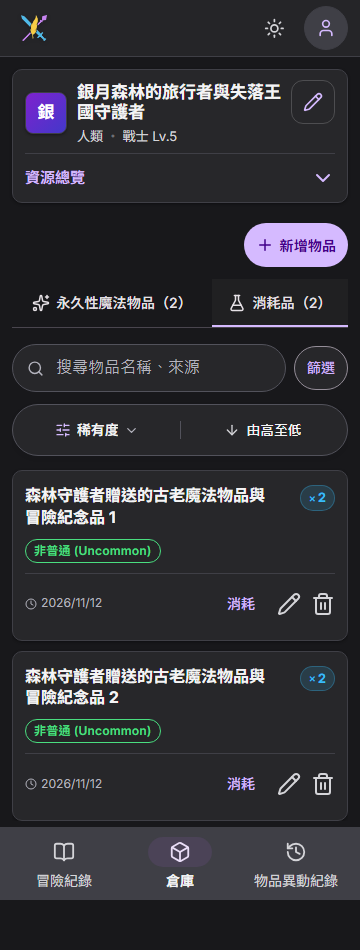 銀
銀月森林的旅行者與失落王
國守護者
人類 • 戰士 Lv.5
資源總覽
+ 新增物品
永久性魔法物品（2）
消耗品（2）
搜尋物品名稱、來源
篩選
稀有度
由高至低
森林守護者贈送的古老魔法物品與
冒險紀念品 1
×2
非普通 (Uncommon)
2026/11/12
消耗
森林守護者贈送的古老魔法物品與
冒險紀念品 2
×2
非普通 (Uncommon)
2026/11/12
消耗
冒險紀錄
倉庫
物品異動紀錄